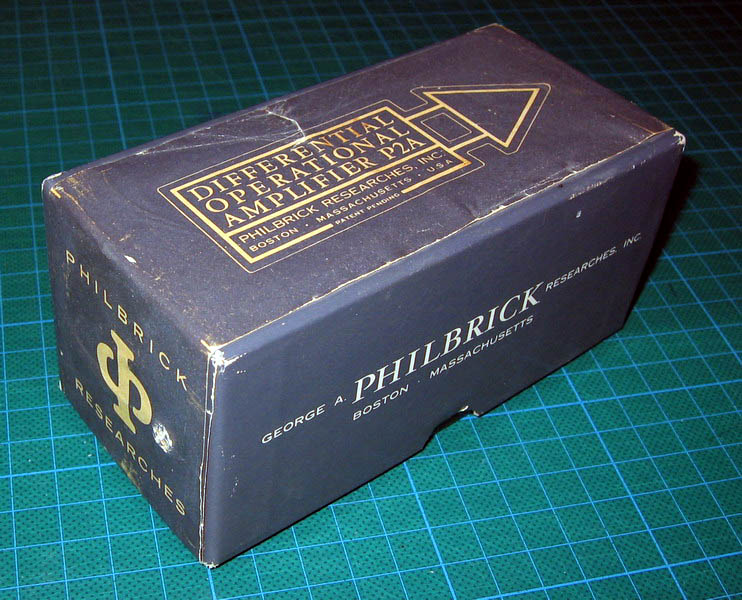 DIFFERENTIAL
OPERATIONAL
AMPLIFIER P2A
PHILBRICK RESEARCHES, INC.
BOSTON · MASSACHUSETTS · U.S.A
PATENT PENDING
PHILBRICK
RESEARCHES
GEORGE A. PHILBRICK RESEARCHES, INC.
BOSTON · MASSACHUSETTS